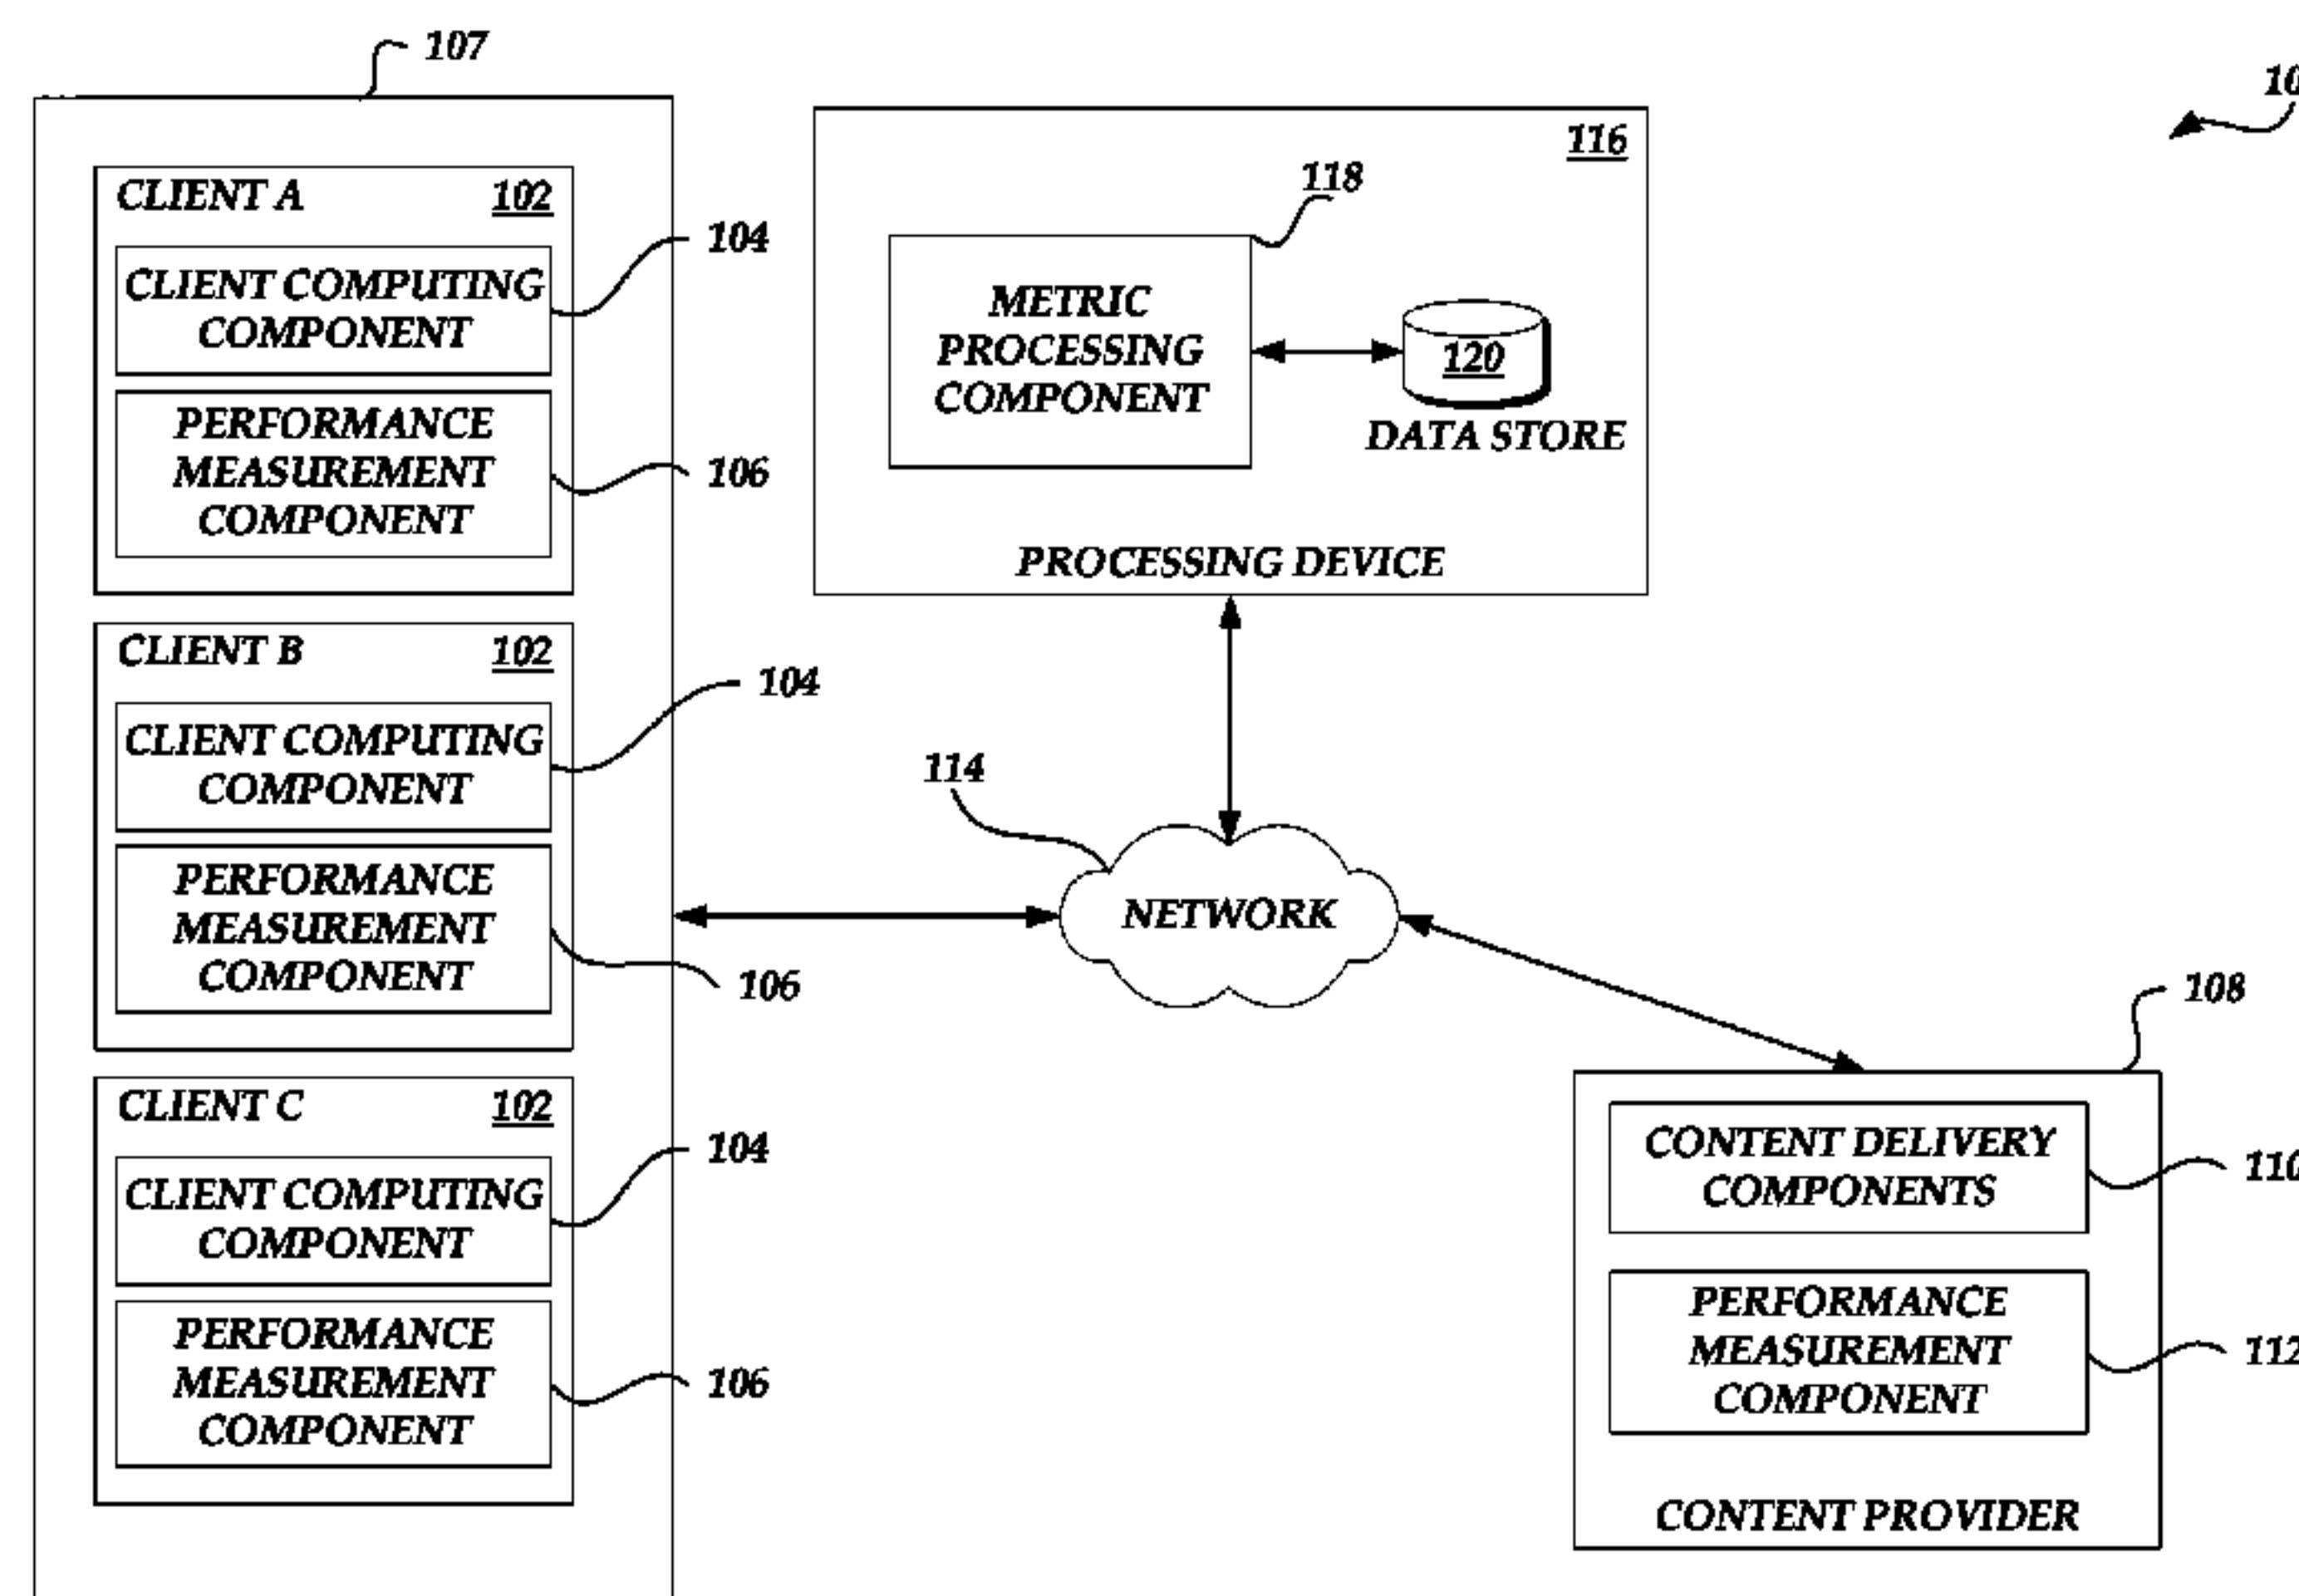 107
CLIENT A 102
CLIENT COMPUTING
COMPONENT
104
PERFORMANCE
MEASUREMENT
COMPONENT
106
CLIENT B 102
CLIENT COMPUTING
COMPONENT
104
PERFORMANCE
MEASUREMENT
COMPONENT
106
CLIENT C 102
CLIENT COMPUTING
COMPONENT
104
PERFORMANCE
MEASUREMENT
COMPONENT
106
116
118
METRIC
PROCESSING
COMPONENT
120
DATA STORE
PROCESSING DEVICE
114
NETWORK
108
CONTENT DELIVERY
COMPONENTS
110
PERFORMANCE
MEASUREMENT
COMPONENT
112
CONTENT PROVIDER